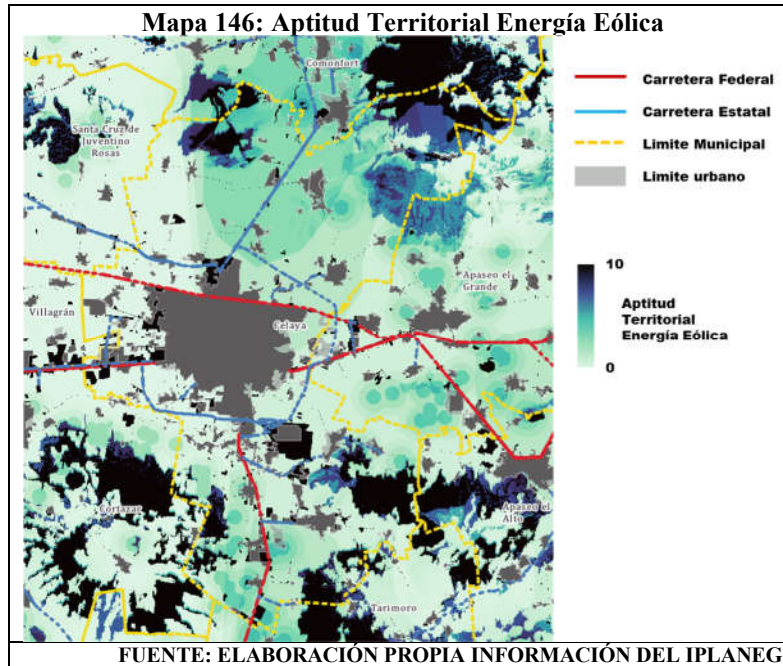 Mapa 146: Aptitud Territorial Energía Eólica
Comonfort
Santa Cruz de
Juventino
Rosas
Apaseo el
Grande
Villagrán
Celaya
Cortazar
Apaseo el
Alto
Tarimoro
Carretera Federal
Carretera Estatal
Limite Municipal
Limite urbano
10
Aptitud
Territorial
Energía Eólica
0
FUENTE: ELABORACIÓN PROPIA INFORMACIÓN DEL IPLANEG